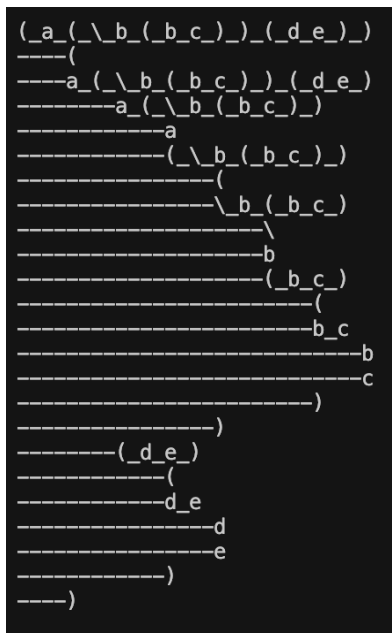 (_a_(_\_b_(_b_c_)_)_(_d_e_)_)
----(
----a_(_\_b_(_b_c_)_)_(_d_e_)
--------a_(_\_b_(_b_c_)_)
------------a
------------(_\_b_(_b_c_)_)
----------------(
----------------\_b_(_b_c_)
--------------------\
--------------------b
--------------------(_b_c_)
------------------------(
------------------------b_c
----------------------------b
----------------------------c
------------------------)
----------------)
--------(_d_e_)
------------(
------------d_e
----------------d
----------------e
------------)
----)